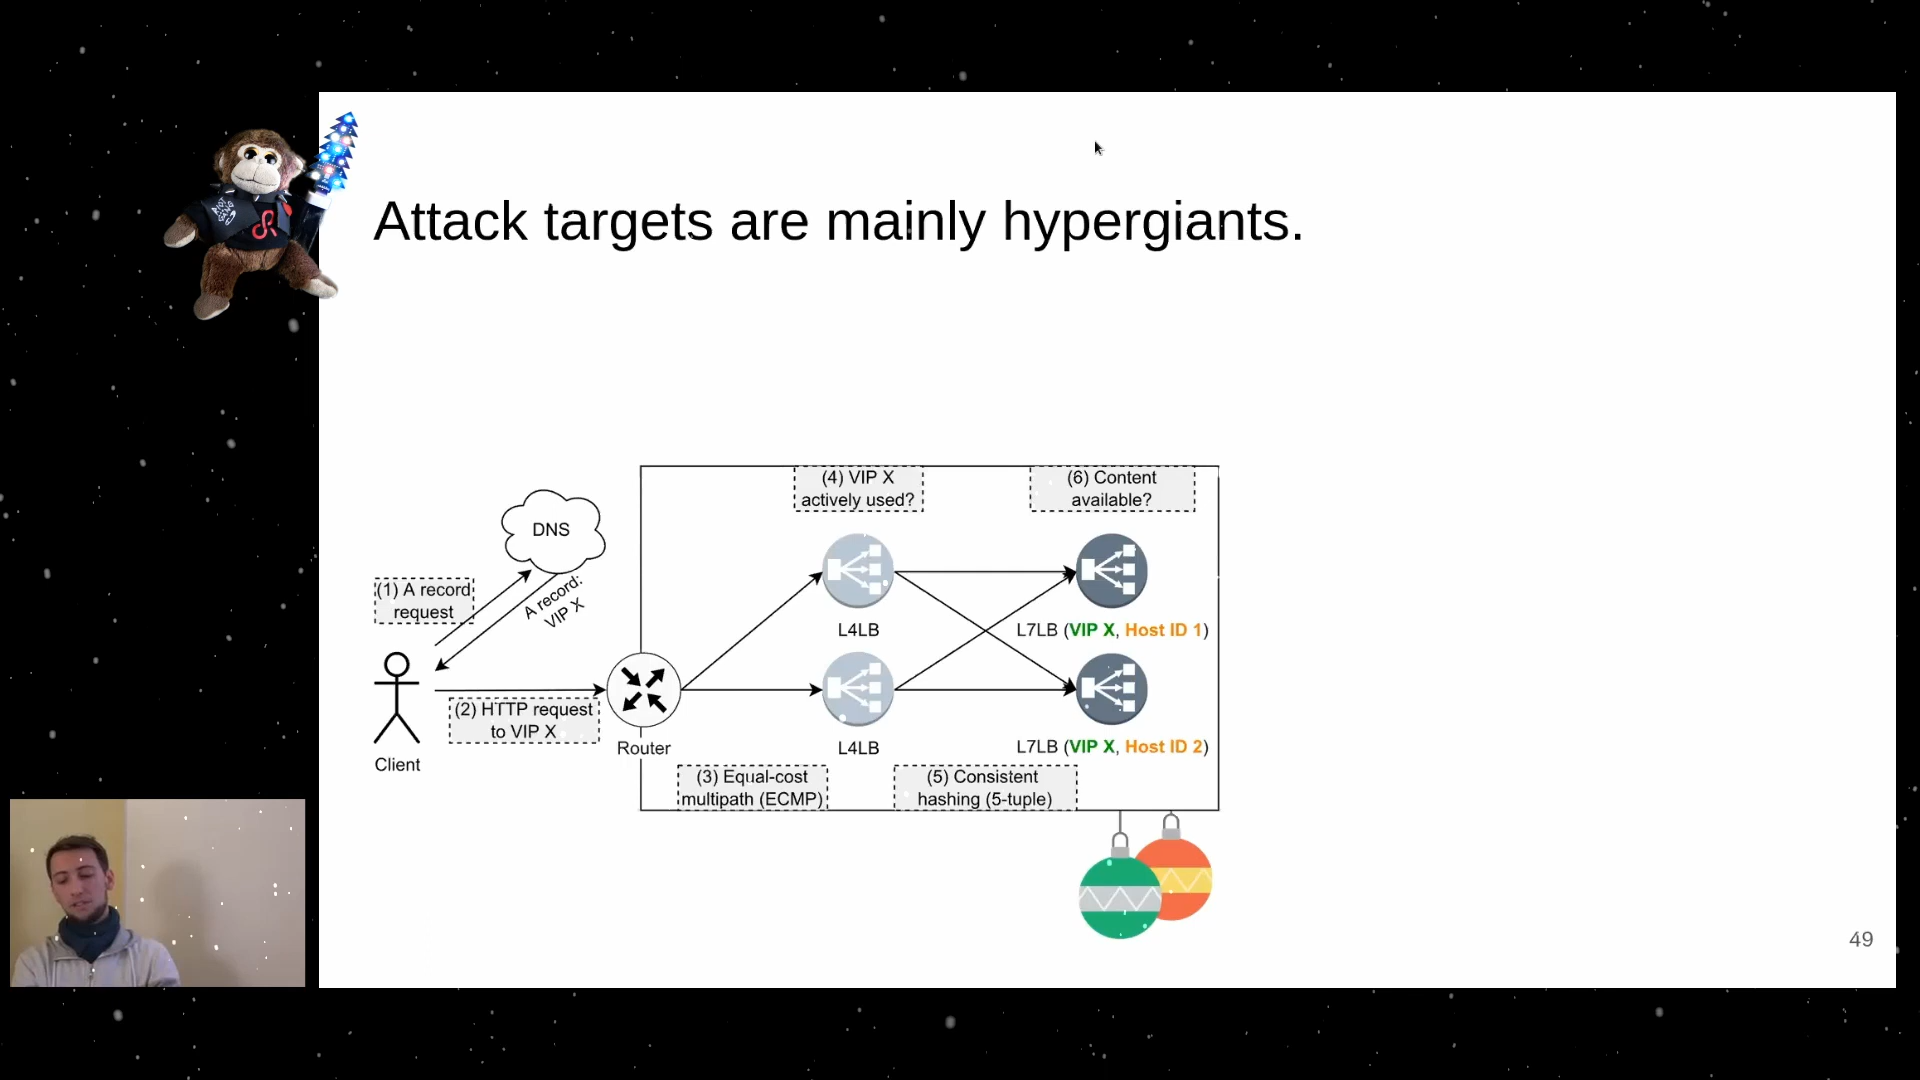 Attack targets are mainly hypergiants.
(4) VIP X
actively used?
(6) Content
available?
DNS
(1) A record
request
A record:
VIP X
L4LB
L7LB (VIP X, Host ID 1)
(2) HTTP request
to VIP X
Client
Router
L4LB
L7LB (VIP X, Host ID 2)
(3) Equal-cost
multipath (ECMP)
(5) Consistent
hashing (5-tuple)
49